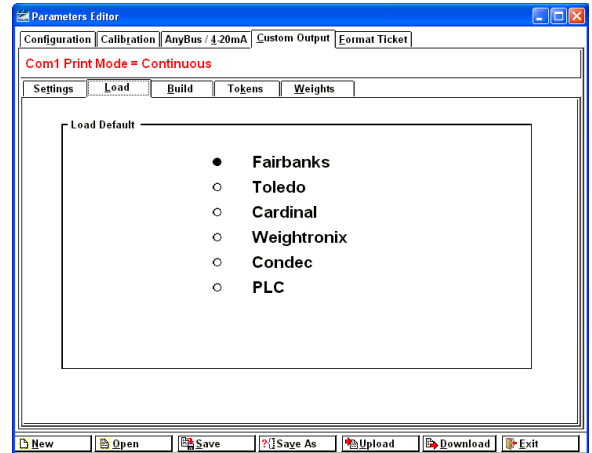 Parameters Editor
Configuration Calibration AnyBus / 4-20mA Custom Output Format Ticket
Com1 Print Mode = Continuous
Settings Load Build Tokens Weights
Load Default
Fairbanks
Toledo
Cardinal
Weightronix
Condec
PLC
New Open Save Save As Upload Download Exit